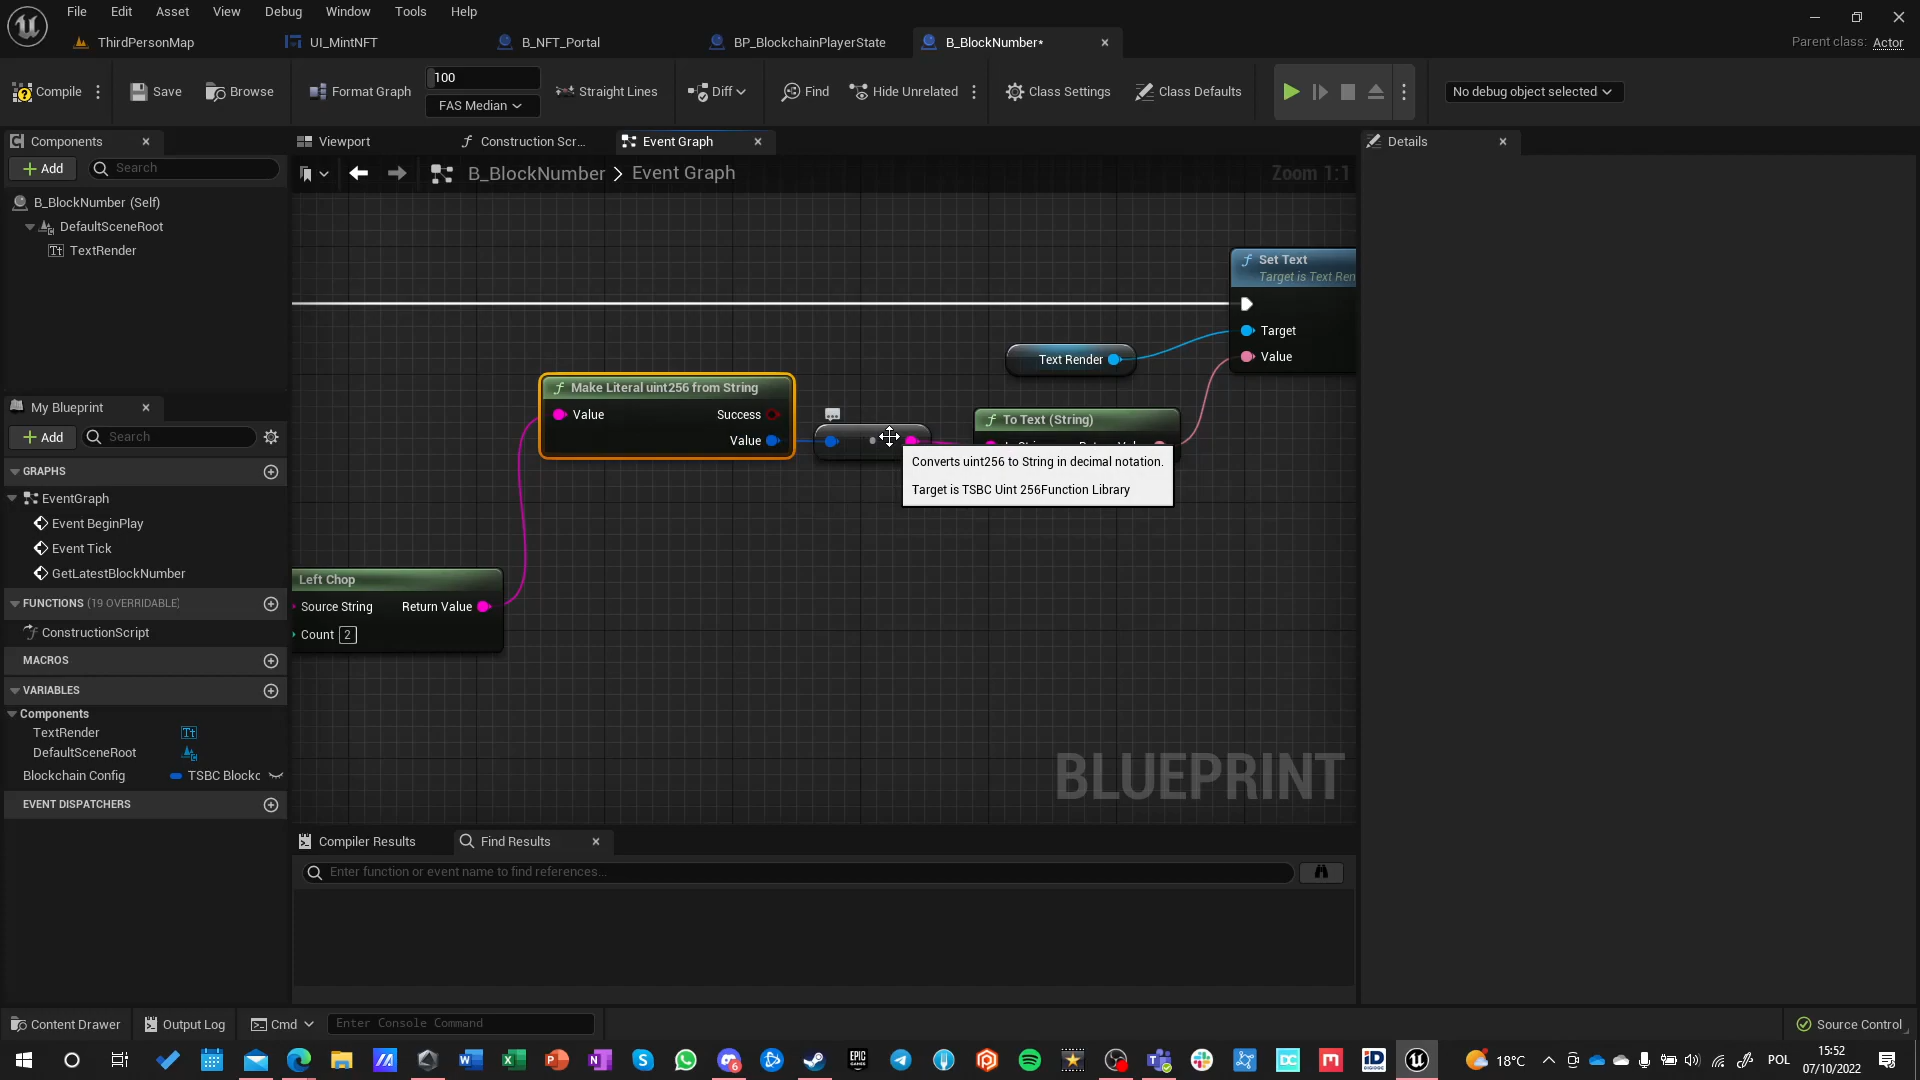 File Edit Asset View Debug Window Tools Help
ThirdPersonMap
UI_MintNFT
B_NFT_Portal
BP_BlockchainPlayerState
B_BlockNumber*
Parent class: Actor
Compile
Save
Browse
Format Graph
100
FAS Median
Straight Lines
Diff
Find
Hide Unrelated
Class Settings
Class Defaults
No debug object selected
Components
Add
Search
B_BlockNumber (Self)
DefaultSceneRoot
TextRender
My Blueprint
Add
Search
GRAPHS
EventGraph
Event BeginPlay
Event Tick
GetLatestBlockNumber
FUNCTIONS (19 OVERRIDABLE)
ConstructionScript
MACROS
VARIABLES
Components
TextRender
DefaultSceneRoot
Blockchain Config
TSBC Blockc
EVENT DISPATCHERS
Viewport
Construction Scr...
Event Graph
B_BlockNumber > Event Graph
Zoom 1:1
Set Text
Target is Text Ren
Target
Value
Text Render
Make Literal uint256 from String
Value
Success
Value
To Text (String)
Converts uint256 to String in decimal notation.
Target is TSBC Uint 256Function Library
Left Chop
Source String
Return Value
Count 2
BLUEPRINT
Compiler Results
Find Results
Enter function or event name to find references...
Details
Content Drawer
Output Log
Cmd
Enter Console Command
Source Control
18°C
POL
15:52
07/10/2022